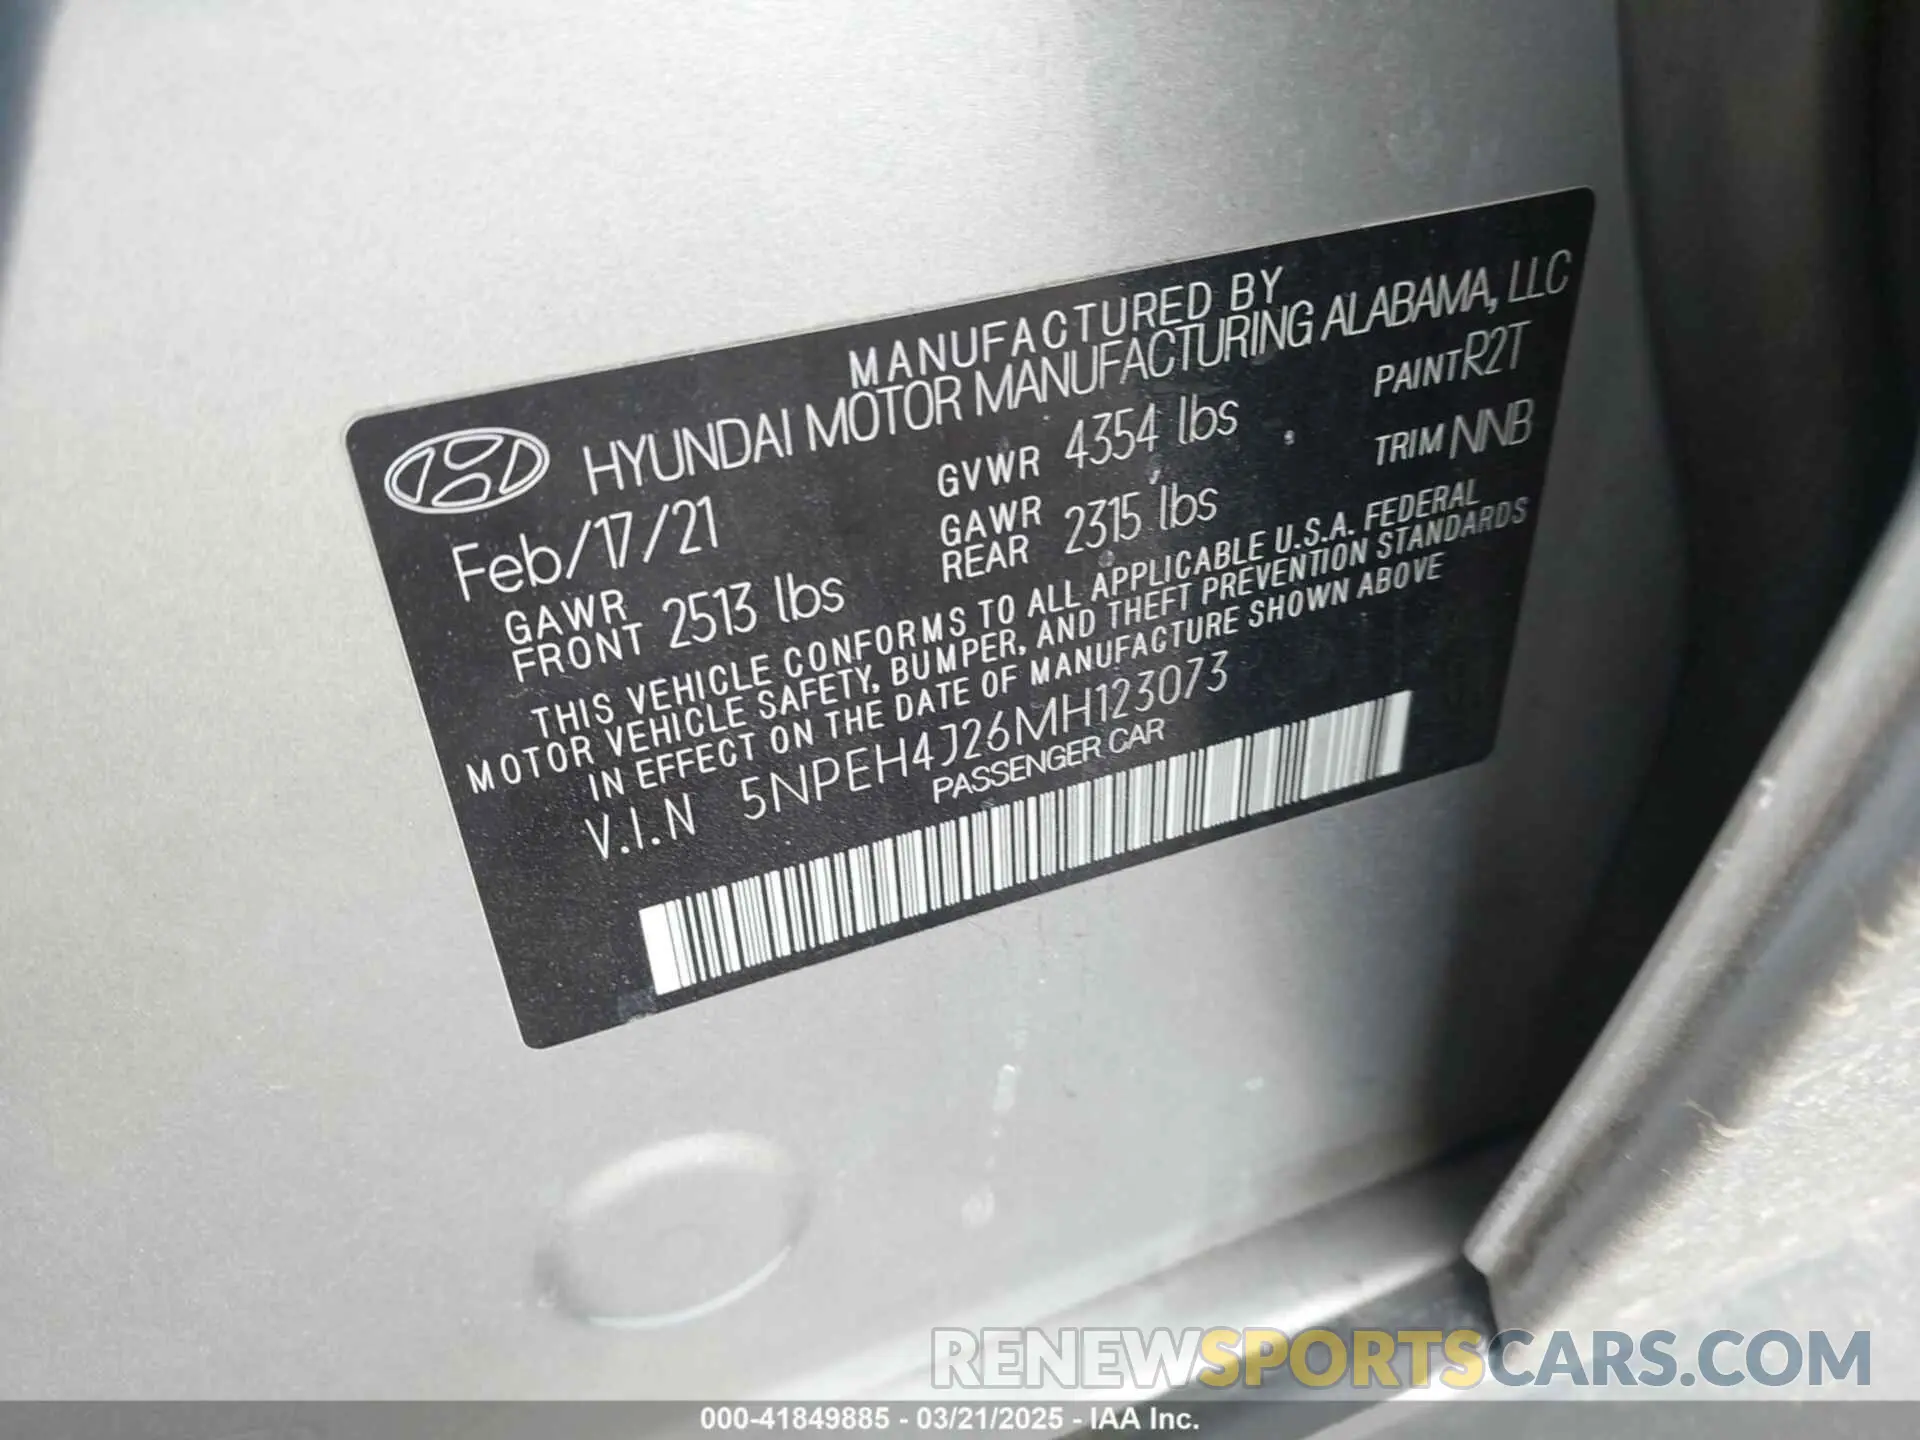 MANUFACTURED BY
HYUNDAI MOTOR MANUFACTURING ALABAMA, LLC
Feb/17/21 GVWR 4354 lbs PAINT R2T
GAWR FRONT 2513 lbs GAWR REAR 2315 lbs TRIM NNB
THIS VEHICLE CONFORMS TO ALL APPLICABLE U.S.A. FEDERAL
MOTOR VEHICLE SAFETY, BUMPER, AND THEFT PREVENTION STANDARDS
IN EFFECT ON THE DATE OF MANUFACTURE SHOWN ABOVE
V.I.N 5NPEH4J26MH123073
PASSENGER CAR
RENEWSPORTSCARS.COM
000-41849885 - 03/21/2025 - IAA Inc.